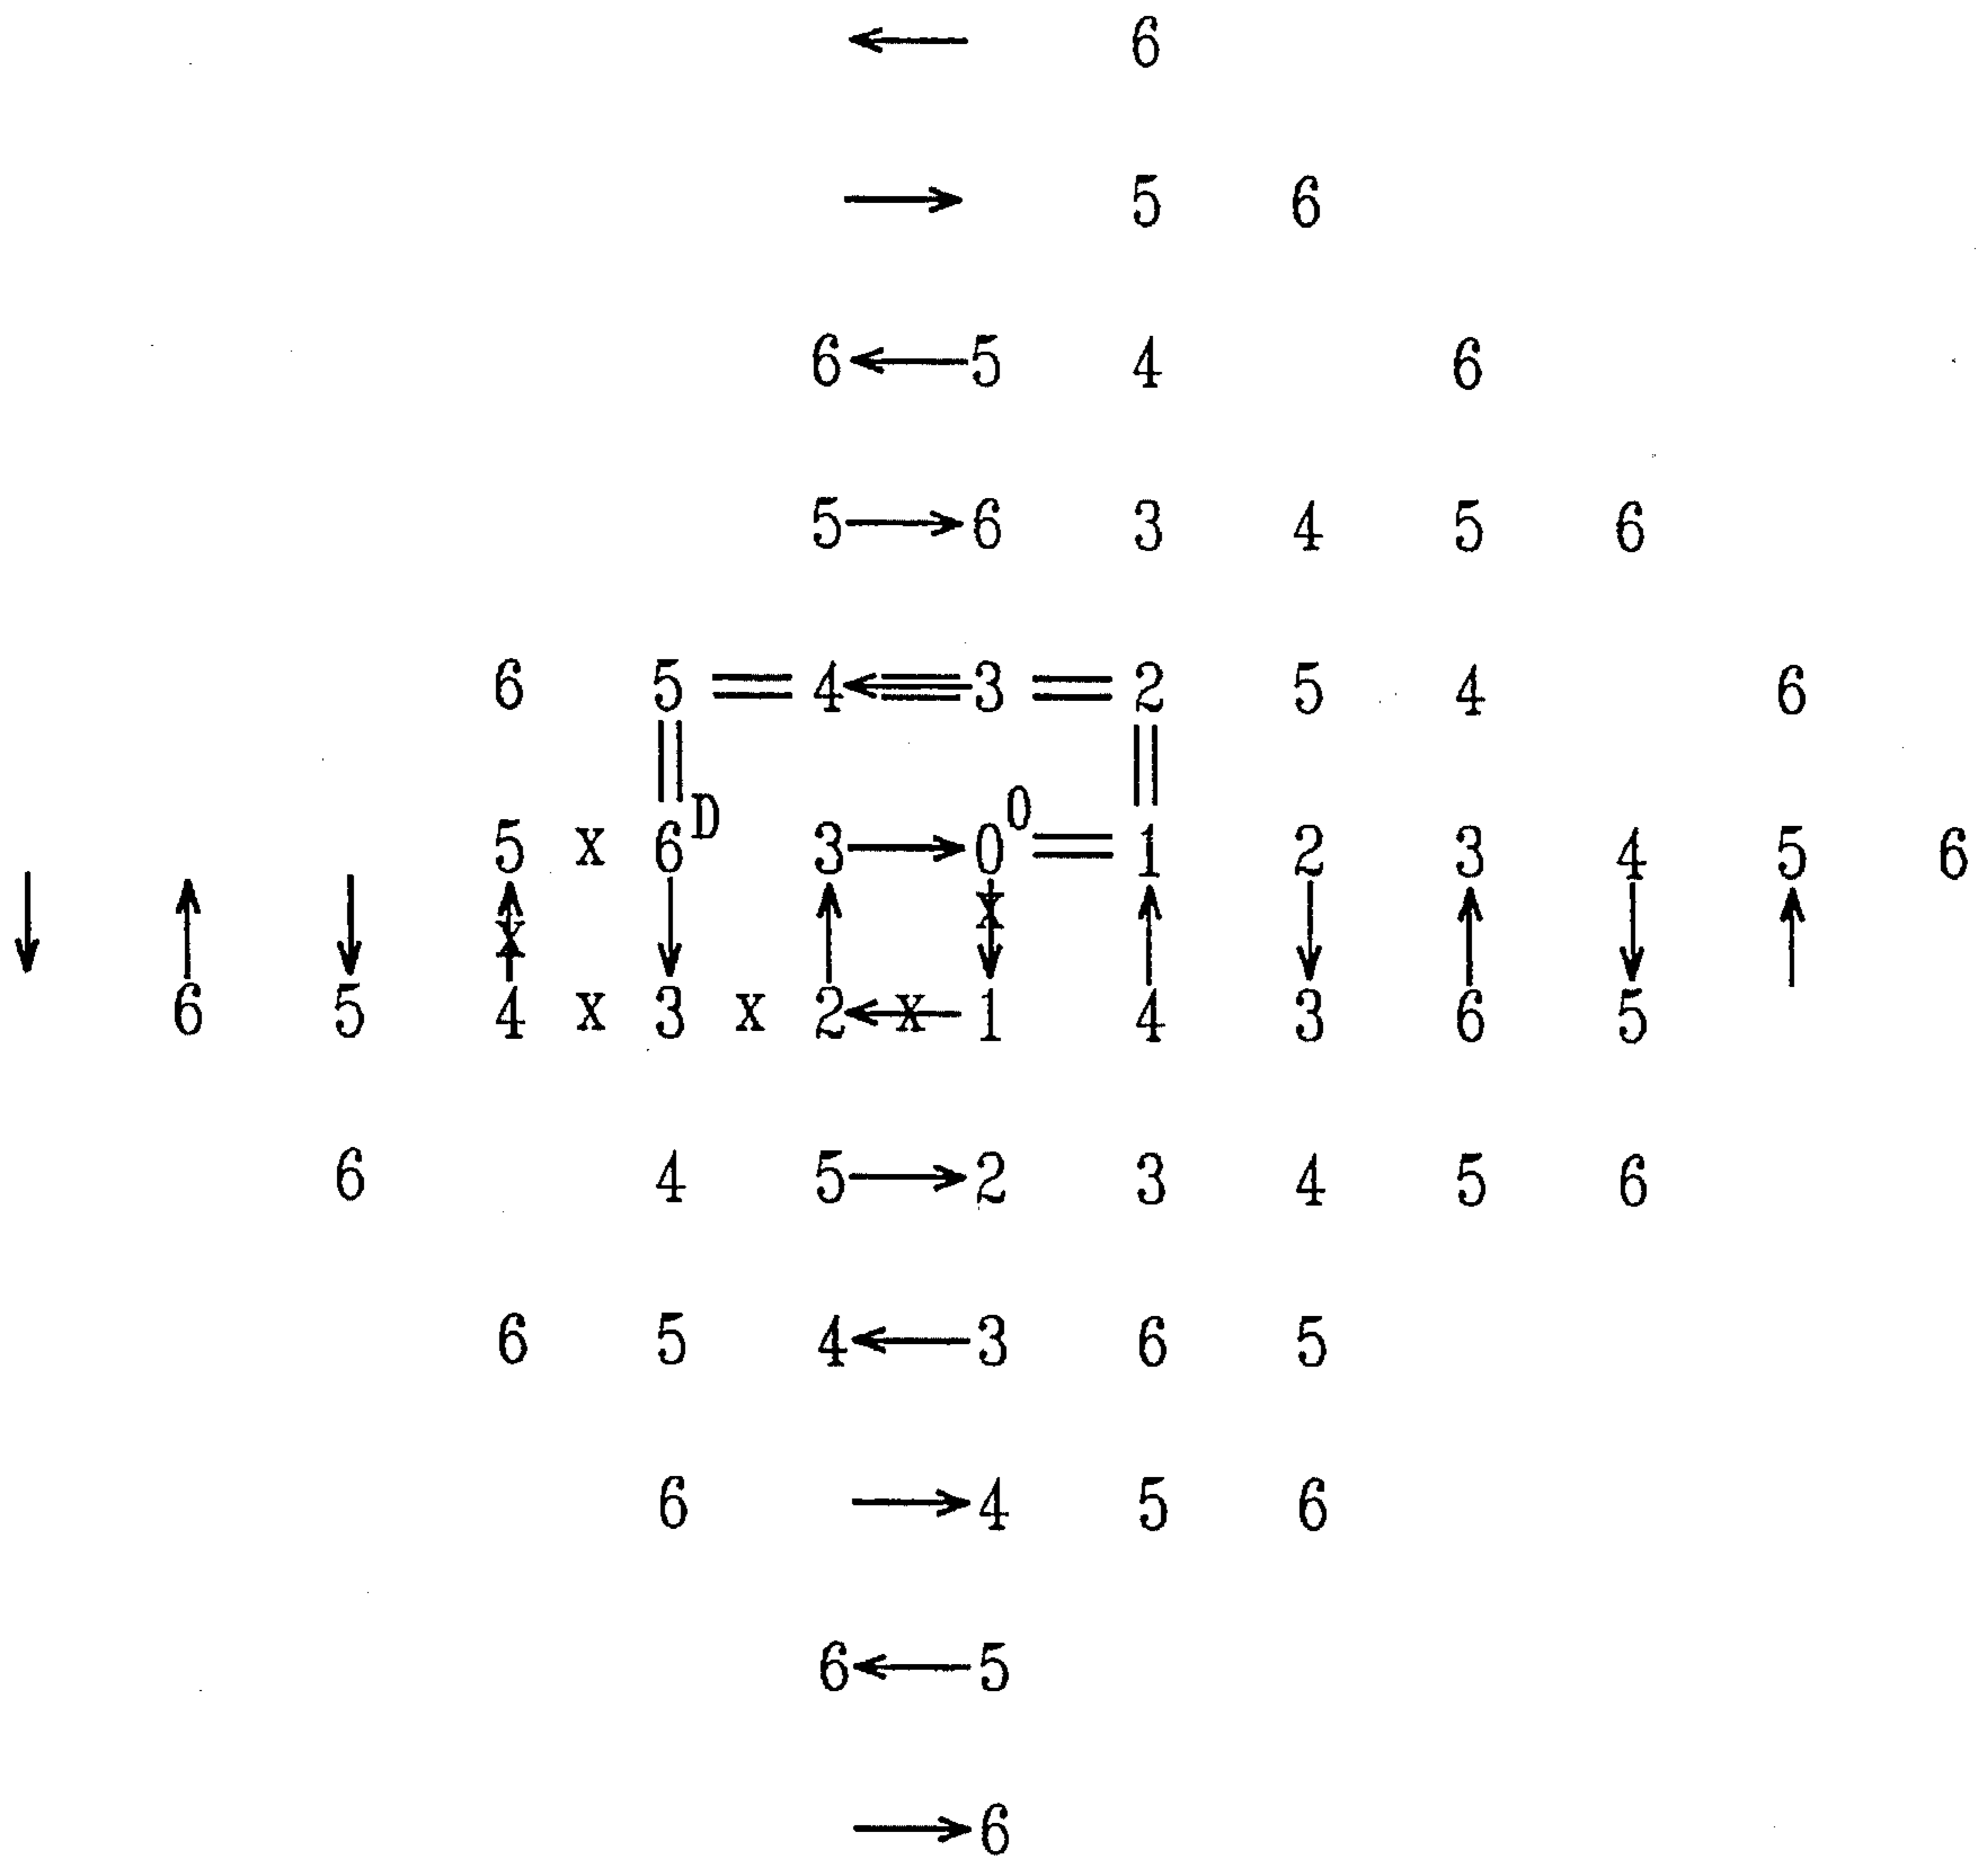 ← 6
→ 5 6
6 ← 5 4 6
5 → 6 3 4 5 6
6 5 = 4 ⇐ 3 = 2 5 4 6
|| ||
5 x 6 D 3 → 0 O = 1 2 3 4 5 6
↓ ↑ ↓ ↑ x ↓ ↑ ↓ x ↑ ↓ ↑ ↓ ↑
6 5 4 x 3 x 2 ← x 1 4 3 6 5
6 4 5 → 2 3 4 5 6
6 5 4 ← 3 6 5
6 → 4 5 6
6 ← 5
→ 6